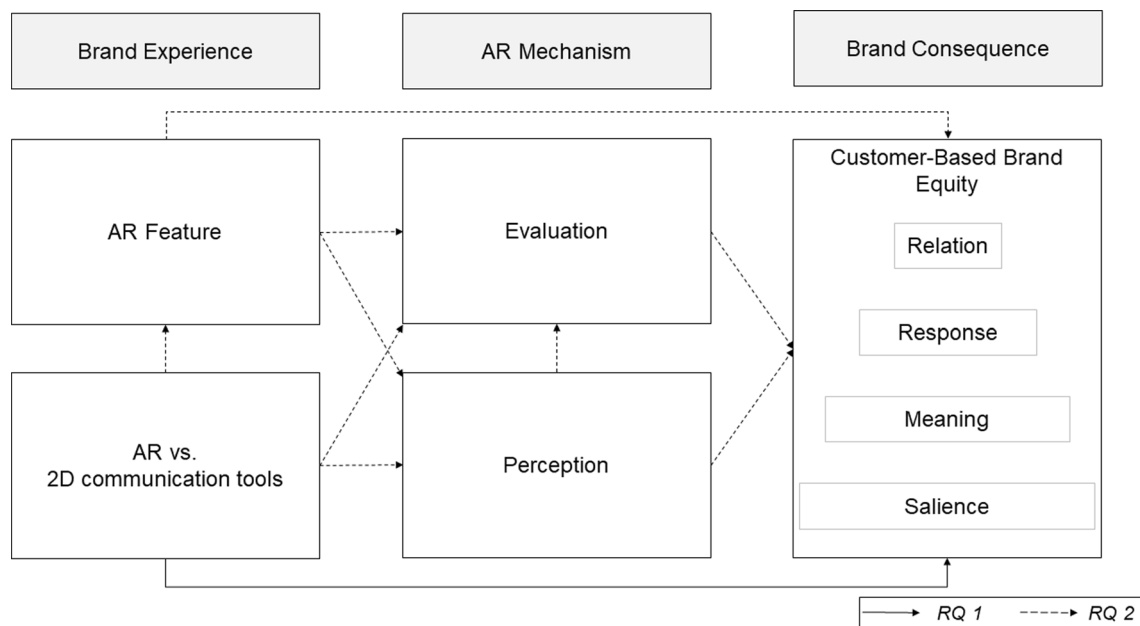 Brand Experience
AR Mechanism
Brand Consequence
AR Feature
Evaluation
Customer-Based Brand
Equity
Relation
Response
Meaning
Salience
AR vs.
2D communication tools
Perception
RQ 1
RQ 2